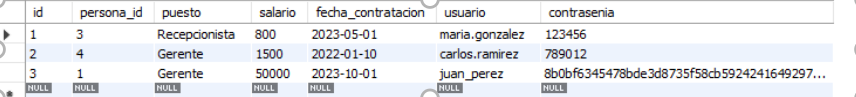 id persona_id puesto salario fecha_contratacion usuario contrasenia
1 3 Recepcionista 800 2023-05-01 maria.gonzalez 123456
2 4 Gerente 1500 2022-01-10 carlos.ramirez 789012
3 1 Gerente 50000 2023-10-01 juan_perez 8b0bf6345478bde3d8735f58cb5924241649297...
NULL NULL NULL NULL NULL NULL NULL